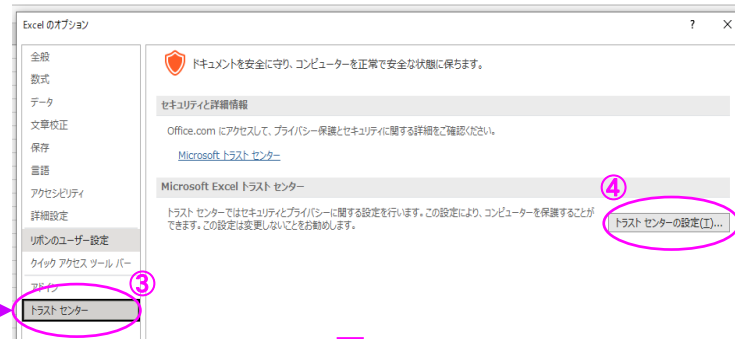 Excel のオプション
? ×
全般
数式
データ
文章校正
保存
言語
アクセシビリティ
詳細設定
リボンのユーザー設定
クイック アクセス ツール バー
アドイン
③
トラスト センター
ドキュメントを安全に守り、コンピューターを正常で安全な状態に保ちます。
セキュリティと詳細情報
Office.com にアクセスして、プライバシー保護とセキュリティに関する詳細をご確認ください。
Microsoft トラスト センター
Microsoft Excel トラスト センター
④
トラスト センターではセキュリティとプライバシーに関する設定を行います。この設定により、コンピューターを保護することが
できます。この設定は変更しないことをお勧めします。
トラスト センターの設定(T)...